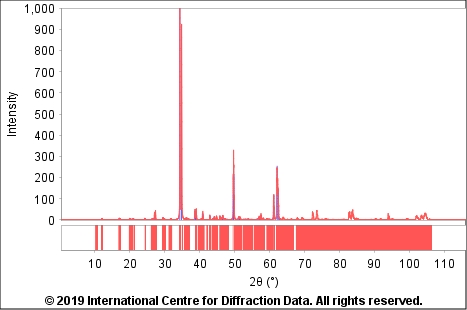 1,000
900
800
700
600
500
400
300
200
100
0
Intensity
10 20 30 40 50 60 70 80 90 100 110
2θ (°)
© 2019 International Centre for Diffraction Data. All rights reserved.